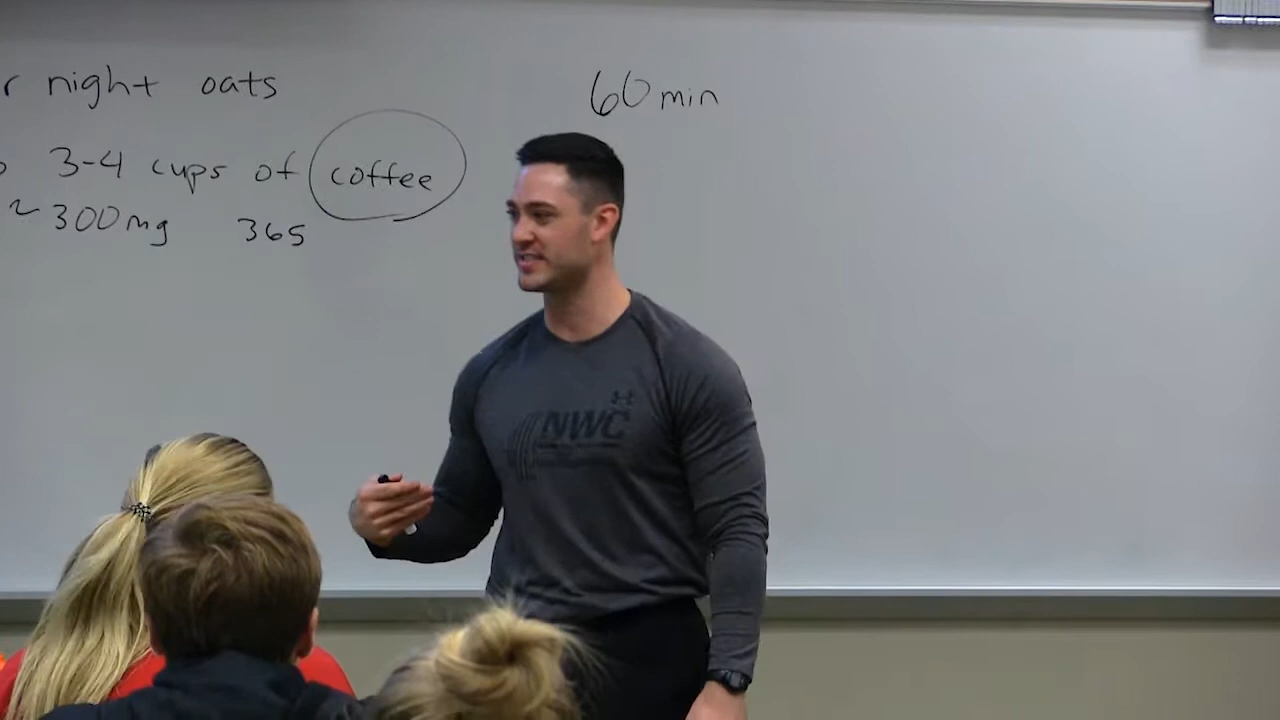 r night oats
60 min
3-4 cups of coffee
~300mg 365
NWC